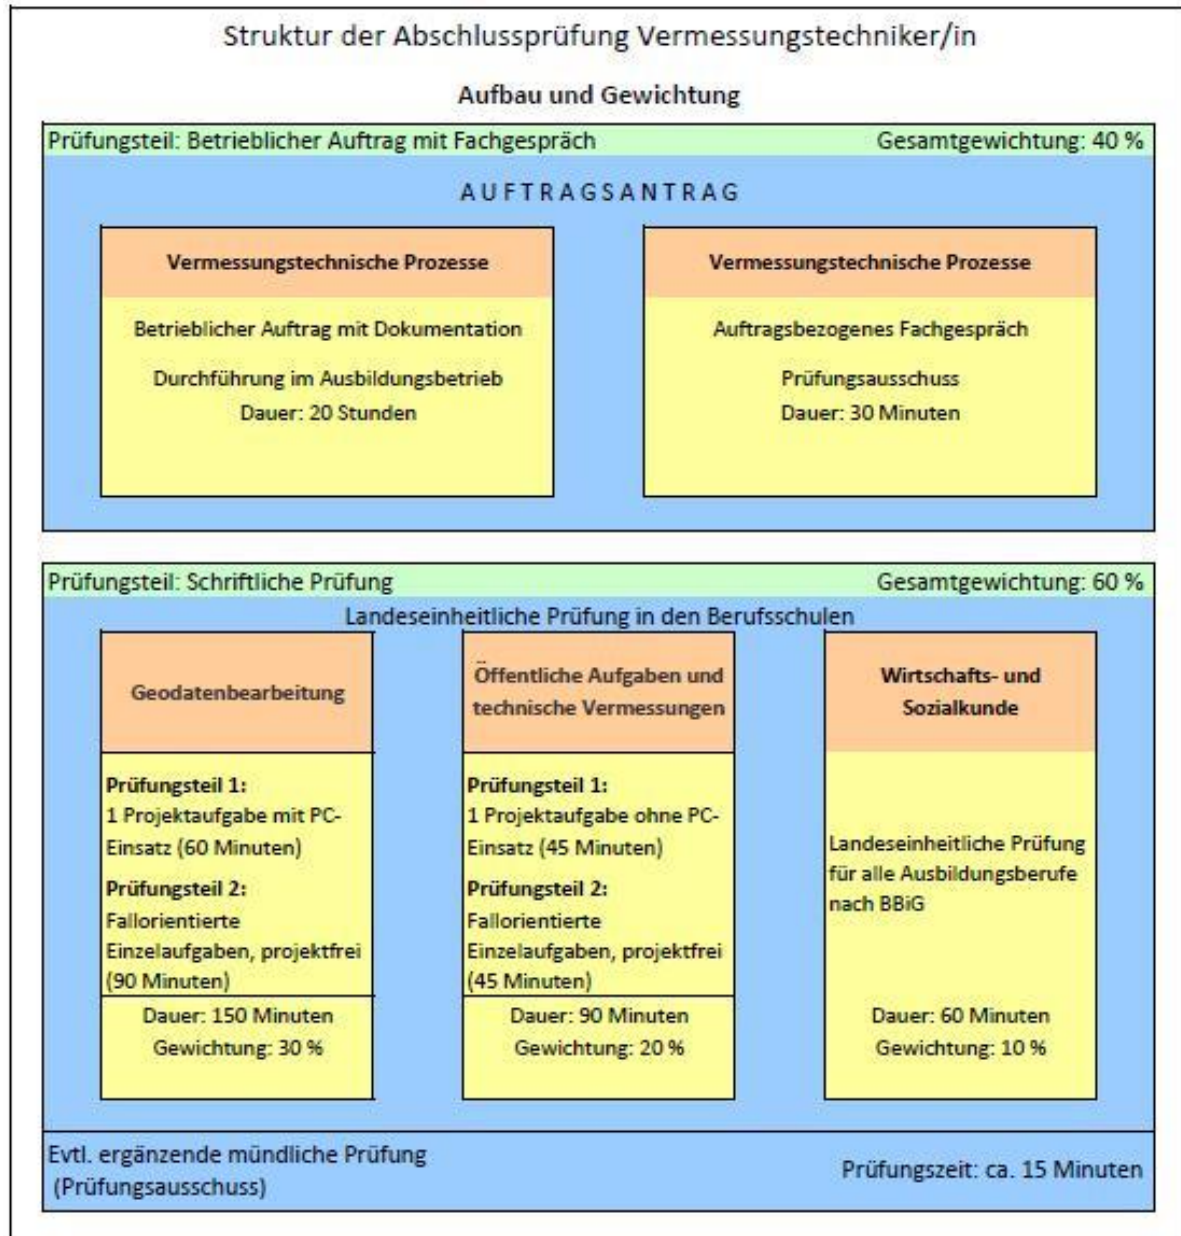 Struktur der Abschlussprüfung Vermessungstechniker/in
Aufbau und Gewichtung
Prüfungsteil: Betrieblicher Auftrag mit Fachgespräch Gesamtgewichtung: 40 %
AUFTRAGSANTRAG
Vermessungstechnische Prozesse
Betrieblicher Auftrag mit Dokumentation
Durchführung im Ausbildungsbetrieb
Dauer: 20 Stunden
Vermessungstechnische Prozesse
Auftragsbezogenes Fachgespräch
Prüfungsausschuss
Dauer: 30 Minuten
Prüfungsteil: Schriftliche Prüfung Gesamtgewichtung: 60 %
Landeseinheitliche Prüfung in den Berufsschulen
Geodatenbearbeitung
Prüfungsteil 1:
1 Projektaufgabe mit PC-
Einsatz (60 Minuten)
Prüfungsteil 2:
Fallorientierte
Einzelaufgaben, projektfrei
(90 Minuten)
Dauer: 150 Minuten
Gewichtung: 30 %
Öffentliche Aufgaben und
technische Vermessungen
Prüfungsteil 1:
1 Projektaufgabe ohne PC-
Einsatz (45 Minuten)
Prüfungsteil 2:
Fallorientierte
Einzelaufgaben, projektfrei
(45 Minuten)
Dauer: 90 Minuten
Gewichtung: 20 %
Wirtschafts- und
Sozialkunde
Landeseinheitliche Prüfung
für alle Ausbildungsberufe
nach BBiG
Dauer: 60 Minuten
Gewichtung: 10 %
Evtl. ergänzende mündliche Prüfung
(Prüfungsausschuss)
Prüfungszeit: ca. 15 Minuten